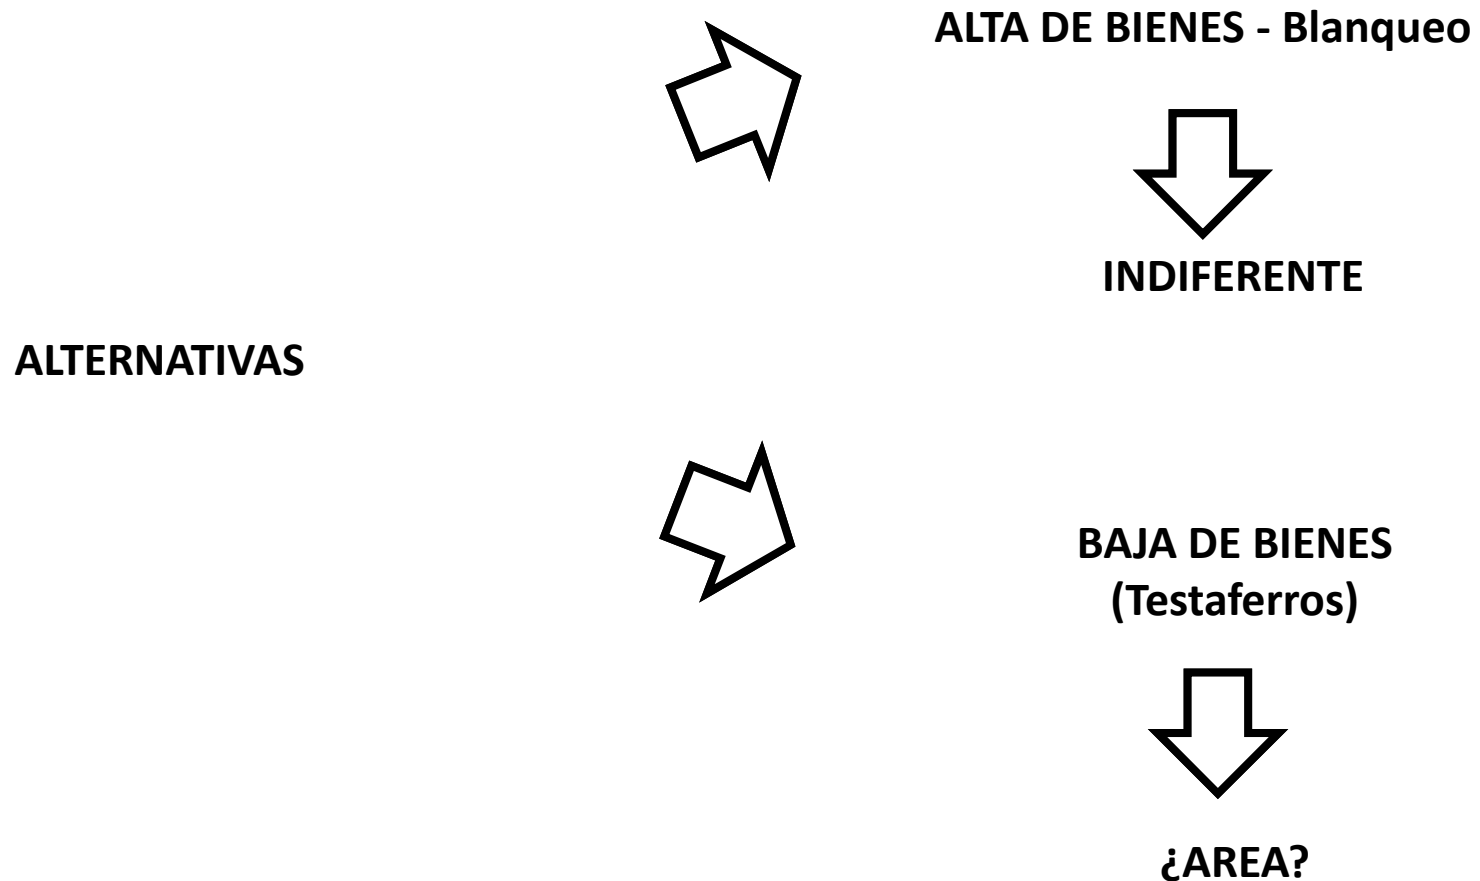 ALTA DE BIENES - Blanqueo
INDIFERENTE
ALTERNATIVAS
BAJA DE BIENES
(Testaferros)
¿AREA?